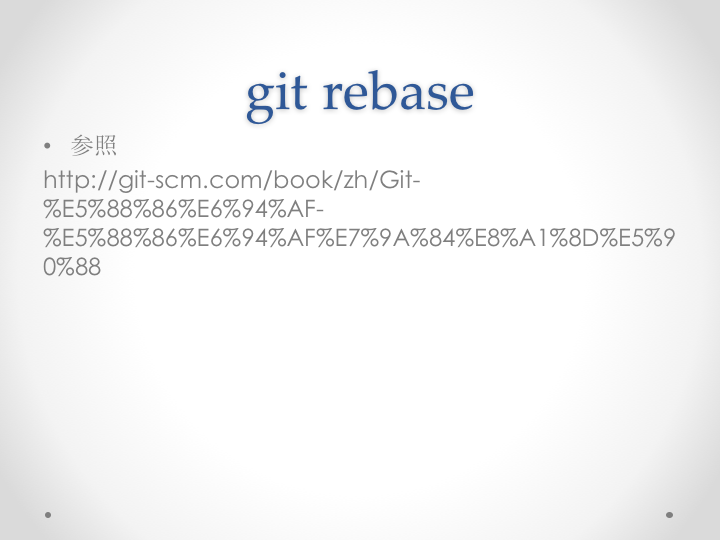 git rebase
• 参照
http://git-scm.com/book/zh/Git-
%E5%88%86%E6%94%AF-
%E5%88%86%E6%94%AF%E7%9A%84%E8%A1%8D%E5%9
0%88